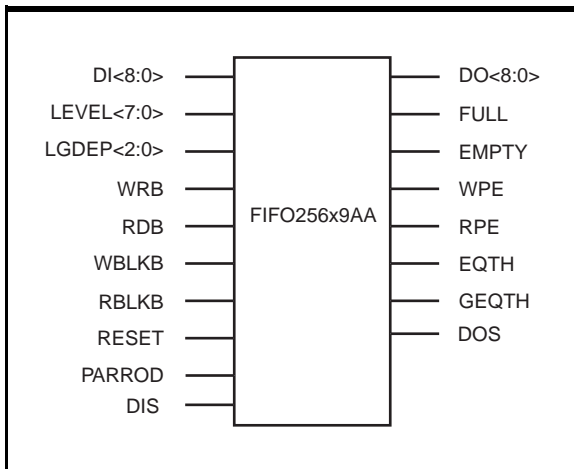 DI<8:0>
LEVEL<7:0>
LGDEP<2:0>
WRB
RDB
WBLKB
RBLKB
RESET
PARROD
DIS
FIFO256x9AA
DO<8:0>
FULL
EMPTY
WPE
RPE
EQTH
GEQTH
DOS